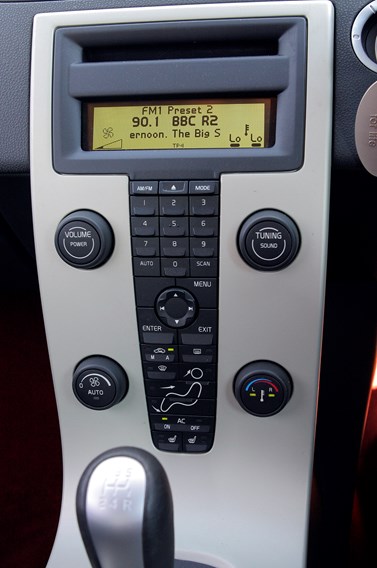 FM1 Preset 2
90.1 BBC R2
ernoon. The Big S
Lo Lo
AM/FM MODE
1 2 3
4 5 6
7 8 9
AUTO 0 SCAN
VOLUME
POWER
TUNING
SOUND
MENU
ENTER EXIT
M A
0
AUTO
L R
AC
ON OFF